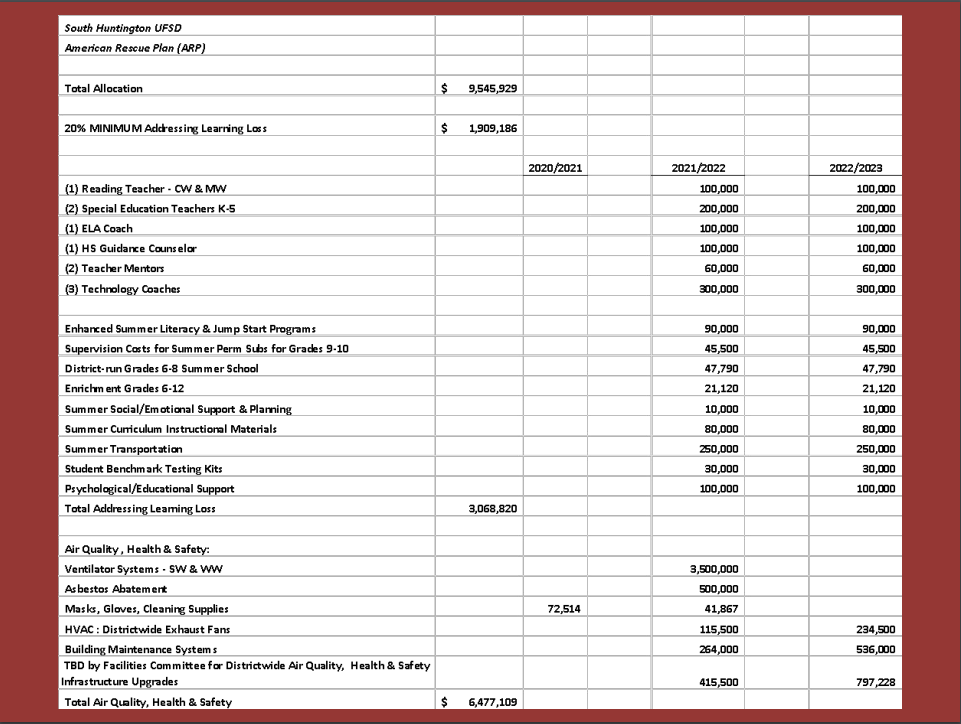 South Huntington UFSD
American Rescue Plan (ARP)
Total Allocation $ 9,545,929
20% MINIMUM Addressing Learning Loss $ 1,909,186
2020/2021 2021/2022 2022/2023
(1) Reading Teacher - CW & MW 100,000 100,000
(2) Special Education Teachers K-5 200,000 200,000
(1) ELA Coach 100,000 100,000
(1) HS Guidance Counselor 100,000 100,000
(2) Teacher Mentors 60,000 60,000
(3) Technology Coaches 300,000 300,000
Enhanced Summer Literacy & Jump Start Programs 90,000 90,000
Supervision Costs for Summer Perm Subs for Grades 9-10 45,500 45,500
District-run Grades 6-8 Summer School 47,790 47,790
Enrichment Grades 6-12 21,120 21,120
Summer Social/Emotional Support & Planning 10,000 10,000
Summer Curriculum Instructional Materials 80,000 80,000
Summer Transportation 250,000 250,000
Student Benchmark Testing Kits 30,000 30,000
Psychological/Educational Support 100,000 100,000
Total Addressing Learning Loss 3,068,820
Air Quality, Health & Safety:
Ventilator Systems - SW & WW 3,500,000
Asbestos Abatement 500,000
Masks, Gloves, Cleaning Supplies 72,514 41,867
HVAC : Districtwide Exhaust Fans 115,500 234,500
Building Maintenance Systems 264,000 536,000
TBD by Facilities Committee for Districtwide Air Quality, Health & Safety
Infrastructure Upgrades 415,500 797,228
Total Air Quality, Health & Safety $ 6,477,109